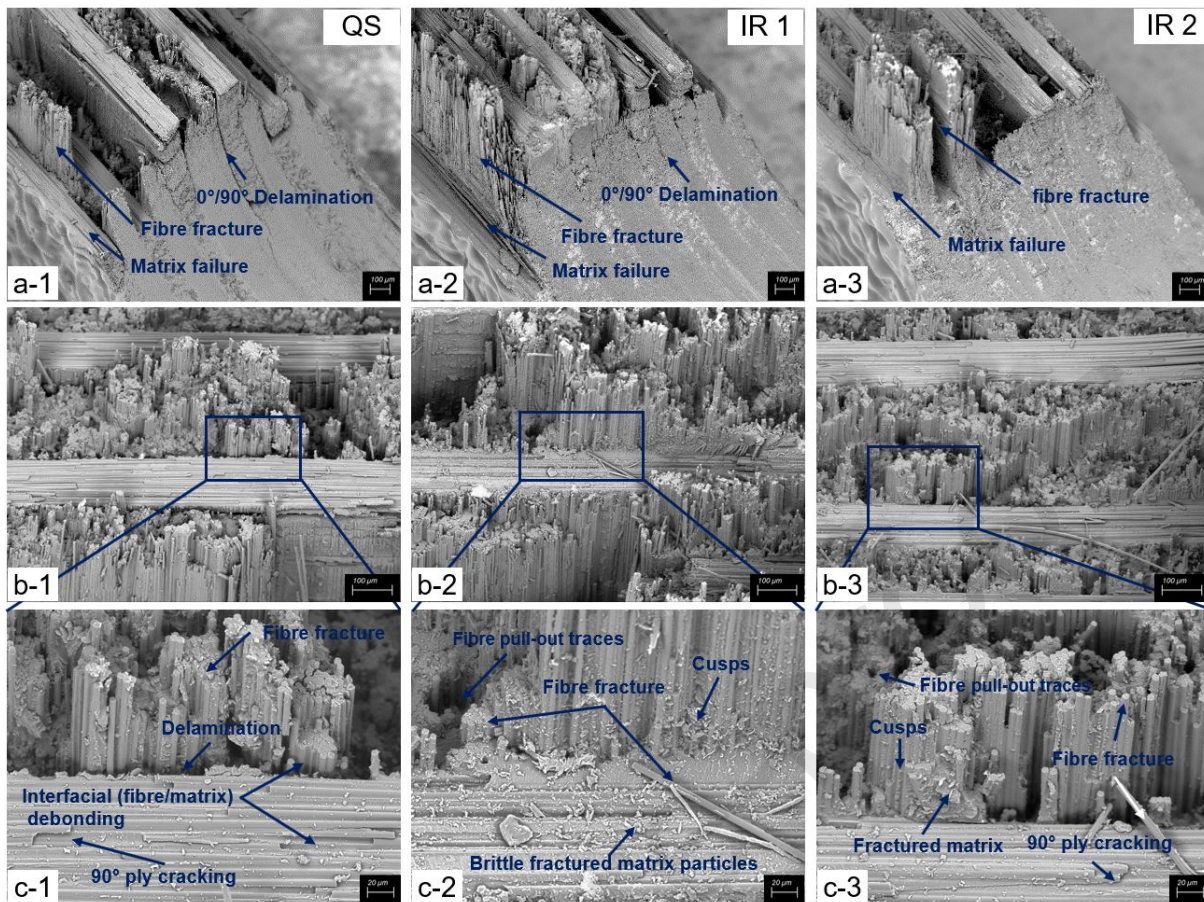 QS
IR 1
IR 2
0°/90° Delamination
Fibre fracture
Matrix failure
a-1
100 µm
0°/90° Delamination
Fibre fracture
Matrix failure
a-2
100 µm
fibre fracture
Matrix failure
a-3
100 µm
b-1
100 µm
b-2
100 µm
b-3
100 µm
Fibre fracture
Delamination
Interfacial (fibre/matrix)
debonding
90° ply cracking
c-1
20 µm
Fibre pull-out traces
Cusps
Fibre fracture
Brittle fractured matrix particles
c-2
20 µm
Fibre pull-out traces
Cusps
Fibre fracture
Fractured matrix
90° ply cracking
c-3
20 µm